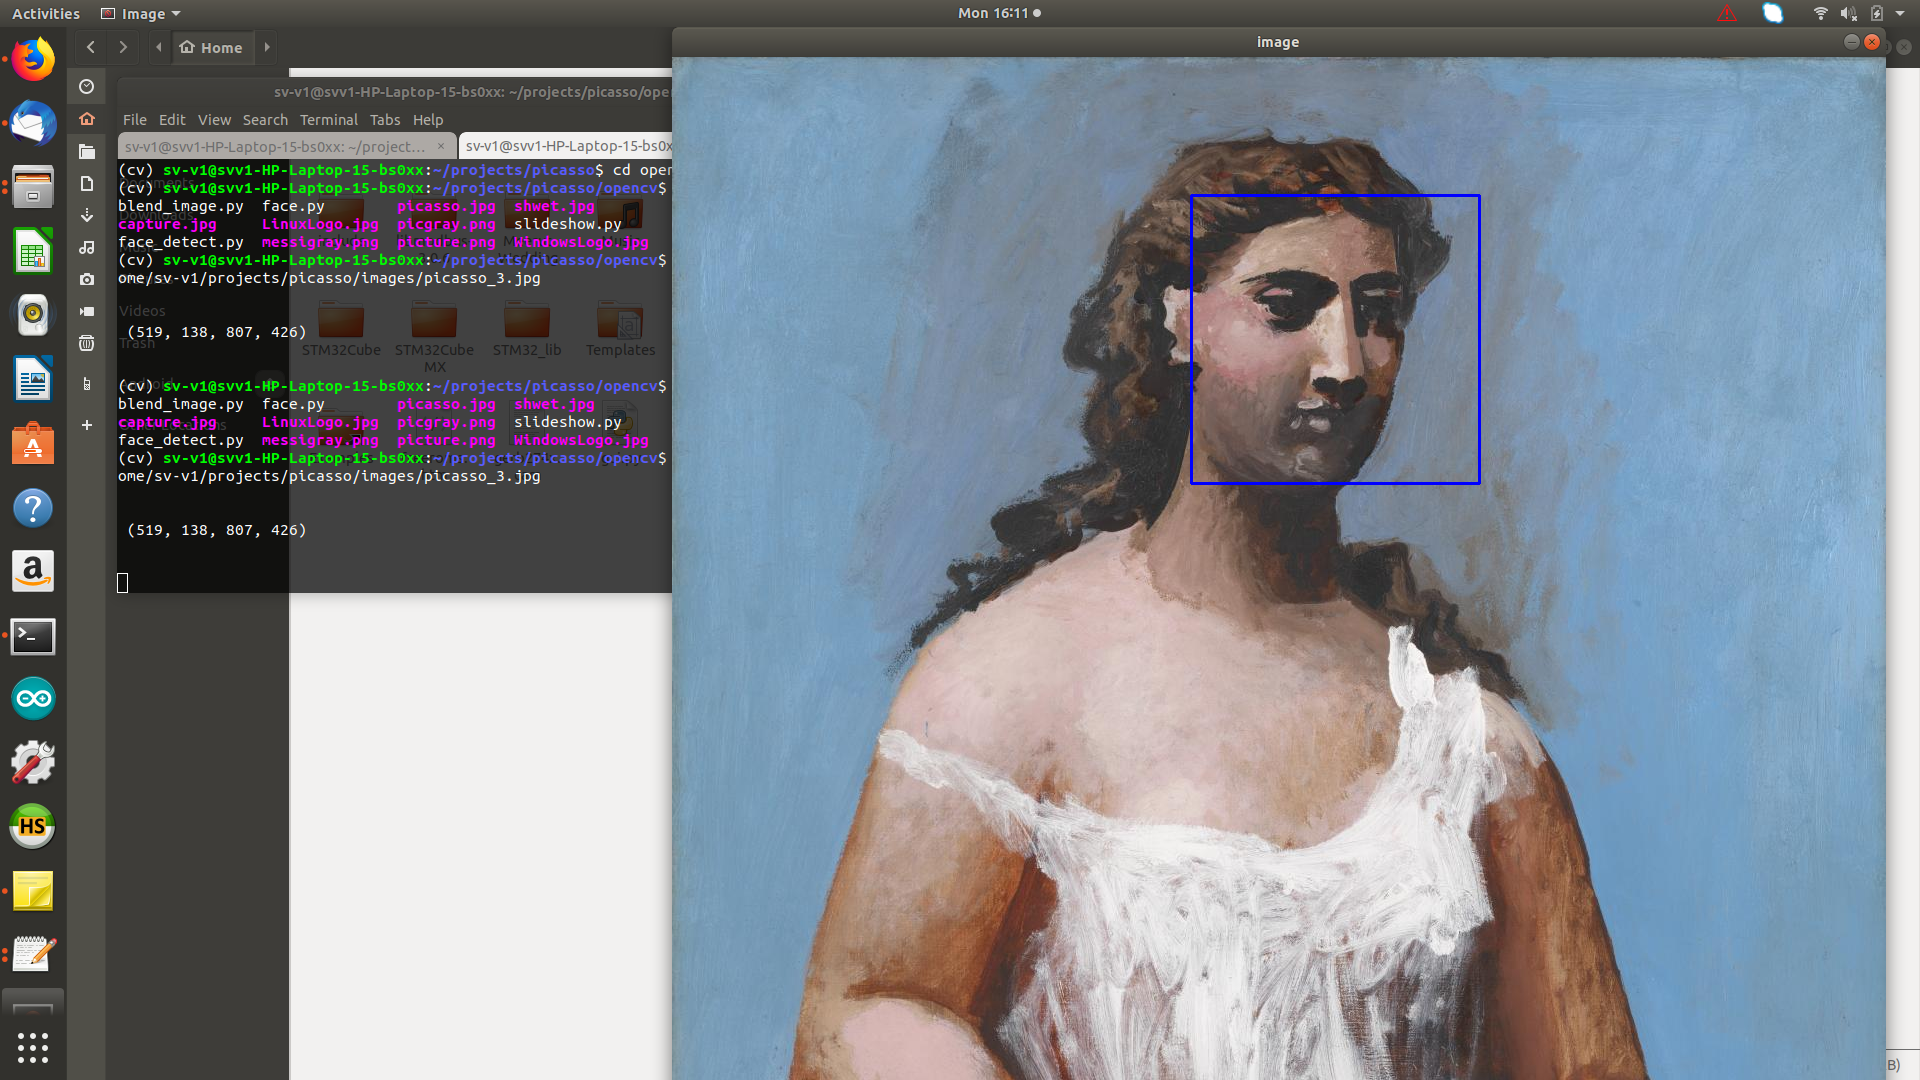 Activities Image Mon 16:11
Home
image
sv-v1@svv1-HP-Laptop-15-bs0xx: ~/projects/picasso/oper
File Edit View Search Terminal Tabs Help
sv-v1@svv1-HP-Laptop-15-bs0xx: ~/project... × sv-v1@svv1-HP-Laptop-15-bs0x
(cv) sv-v1@svv1-HP-Laptop-15-bs0xx:~/projects/picasso$ cd oper
(cv) sv-v1@svv1-HP-Laptop-15-bs0xx:~/projects/picasso/opencv$
blend_image.py face.py picasso.jpg shwet.jpg
capture.jpg LinuxLogo.jpg picgray.png slideshow.py
face_detect.py messigray.png picture.png WindowsLogo.jpg
(cv) sv-v1@svv1-HP-Laptop-15-bs0xx:~/projects/picasso/opencv$
ome/sv-v1/projects/picasso/images/picasso_3.jpg
Videos
(519, 138, 807, 426)
Trash
STM32Cube STM32Cube MX STM32_lib Templates
(cv) sv-v1@svv1-HP-Laptop-15-bs0xx:~/projects/picasso/opencv$
blend_image.py face.py picasso.jpg shwet.jpg
capture.jpg LinuxLogo.jpg picgray.png slideshow.py
face_detect.py messigray.png picture.png WindowsLogo.jpg
(cv) sv-v1@svv1-HP-Laptop-15-bs0xx:~/projects/picasso/opencv$
ome/sv-v1/projects/picasso/images/picasso_3.jpg
(519, 138, 807, 426)
a
HS
B)